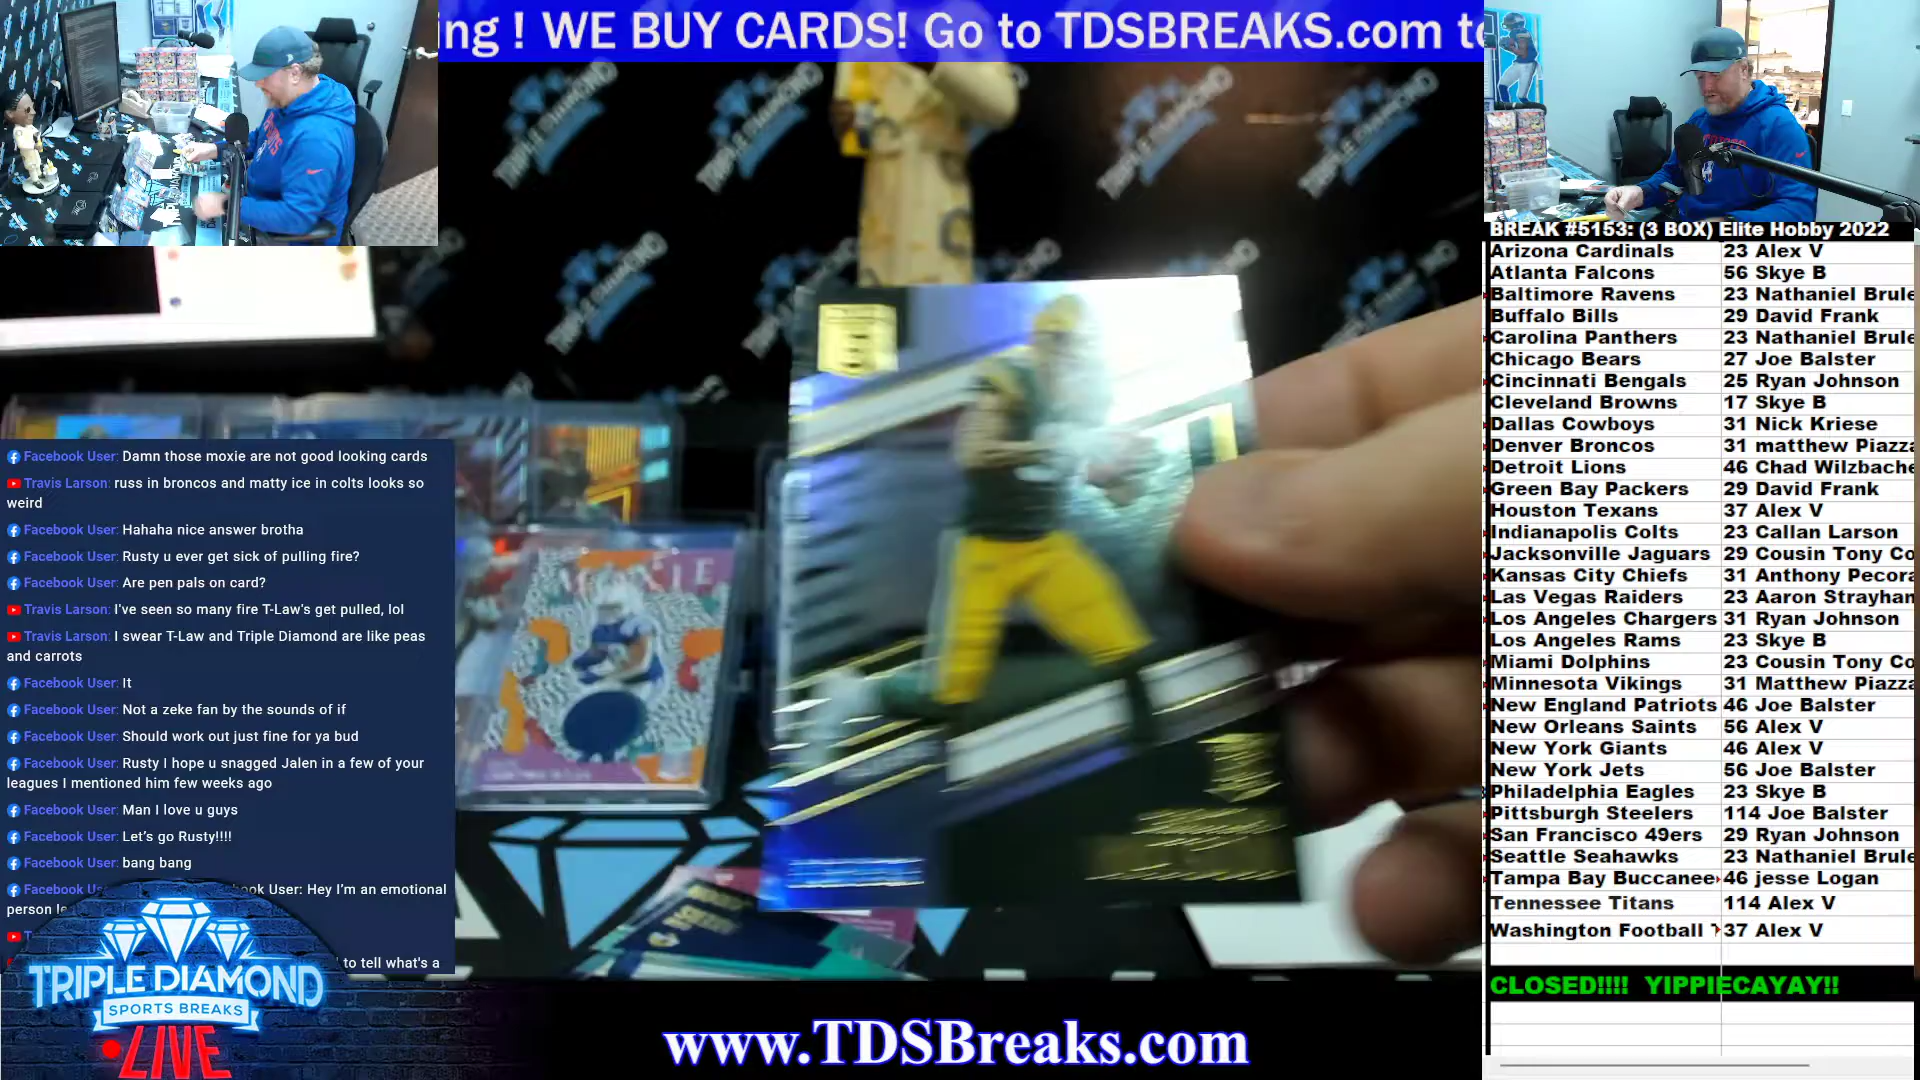 ing ! WE BUY CARDS! Go to TDSBREAKS.com to
BREAK #5153: (3 BOX) Elite Hobby 2022
Arizona Cardinals 23 Alex V
Atlanta Falcons 56 Skye B
Baltimore Ravens 23 Nathaniel Brule
Buffalo Bills 29 David Frank
Carolina Panthers 23 Nathaniel Brule
Chicago Bears 27 Joe Balster
Cincinnati Bengals 25 Ryan Johnson
Cleveland Browns 17 Skye B
Dallas Cowboys 31 Nick Kriese
Denver Broncos 31 matthew Piazza
Detroit Lions 46 Chad Wilzbache
Green Bay Packers 29 David Frank
Houston Texans 37 Alex V
Indianapolis Colts 23 Callan Larson
Jacksonville Jaguars 29 Cousin Tony Co
Kansas City Chiefs 31 Anthony Pecora
Las Vegas Raiders 23 Aaron Strayhan
Los Angeles Chargers 31 Ryan Johnson
Los Angeles Rams 23 Skye B
Miami Dolphins 23 Cousin Tony Co
Minnesota Vikings 31 Matthew Piazza
New England Patriots 46 Joe Balster
New Orleans Saints 56 Alex V
New York Giants 46 Alex V
New York Jets 56 Joe Balster
Philadelphia Eagles 23 Skye B
Pittsburgh Steelers 114 Joe Balster
San Francisco 49ers 29 Ryan Johnson
Seattle Seahawks 23 Nathaniel Brule
Tampa Bay Buccanee 46 jesse Logan
Tennessee Titans 114 Alex V
Washington Football 37 Alex V
CLOSED!!!! YIPPIECAYAY!!
Facebook User: Damn those moxie are not good looking cards
Travis Larson: russ in broncos and matty ice in colts looks so
weird
Facebook User: Hahaha nice answer brotha
Facebook User: Rusty u ever get sick of pulling fire?
Facebook User: Are pen pals on card?
Travis Larson: I've seen so many fire T-Law's get pulled, lol
Travis Larson: I swear T-Law and Triple Diamond are like peas
and carrots
Facebook User: It
Facebook User: Not a zeke fan by the sounds of if
Facebook User: Should work out just fine for ya bud
Facebook User: Rusty I hope u snagged Jalen in a few of your
leagues I mentioned him few weeks ago
Facebook User: Man I love u guys
Facebook User: Let's go Rusty!!!!
Facebook User: bang bang
ook User: Hey I'm an emotional
person le
to tell what's a
TRIPLE DIAMOND
SPORTS BREAKS
LIVE
MOXIE
TRIPLE DIAMOND
www.TDSBreaks.com